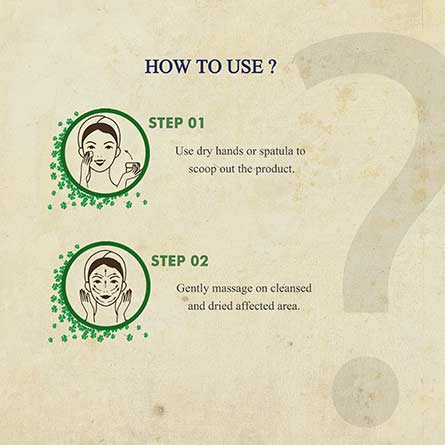 HOW TO USE ?
STEP 01
Use dry hands or spatula to
scoop out the product.
STEP 02
Gently massage on cleansed
and dried affected area.